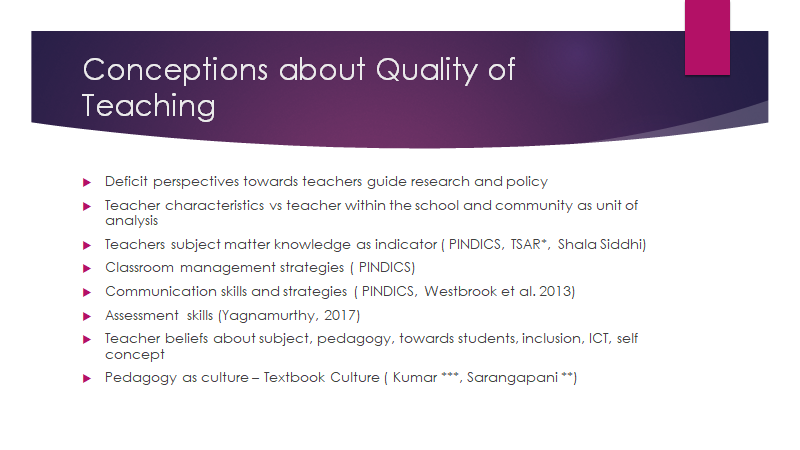 Conceptions about Quality of
Teaching
Deficit perspectives towards teachers guide research and policy
Teacher characteristics vs teacher within the school and community as unit of
analysis
Teachers subject matter knowledge as indicator ( PINDICS, TSAR*, Shala Siddhi)
Classroom management strategies ( PINDICS)
Communication skills and strategies ( PINDICS, Westbrook et al. 2013)
Assessment skills (Yagnamurthy, 2017)
Teacher beliefs about subject, pedagogy, towards students, inclusion, ICT, self
concept
Pedagogy as culture – Textbook Culture ( Kumar ***, Sarangapani **)